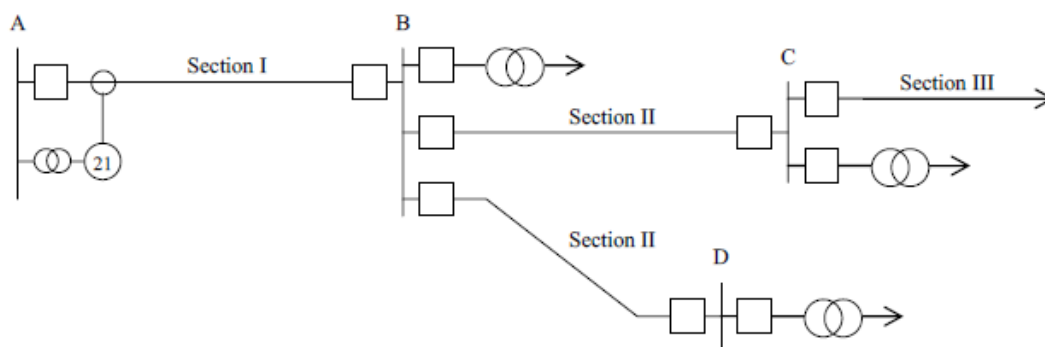 A
B
C
Section I
Section III
21
Section II
Section II
D